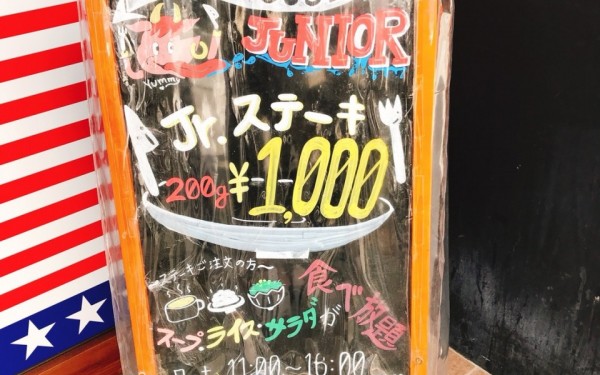 JUNIOR
Yummy
Jr.ステーキ
200g ¥1,000
〜ステーキご注文の方〜
スープ・ライス・サラダが
食べ放題
11:00〜16:00